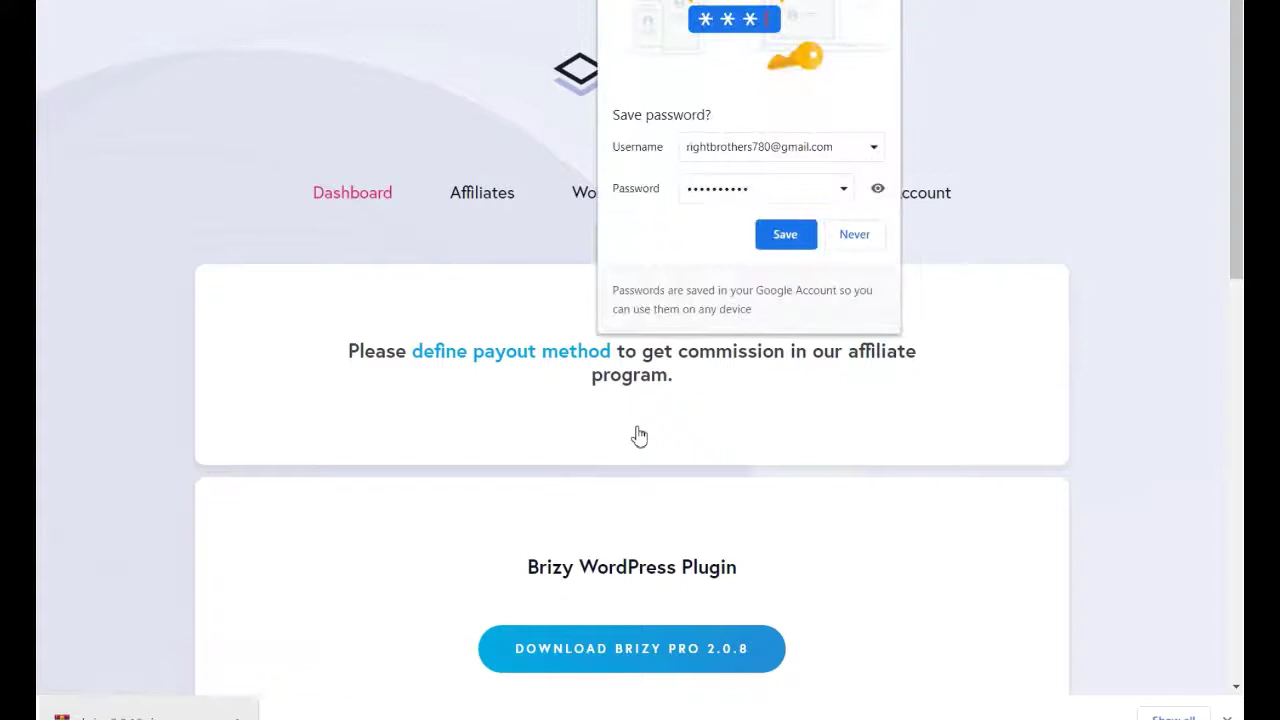 ***
Save password?
Username rightbrothers780@gmail.com
Password ••••••••••
Dashboard Affiliates Wo ccount
Save Never
Passwords are saved in your Google Account so you
can use them on any device
Please define payout method to get commission in our affiliate
program.
Brizy WordPress Plugin
DOWNLOAD BRIZY PRO 2.0.8
Show all